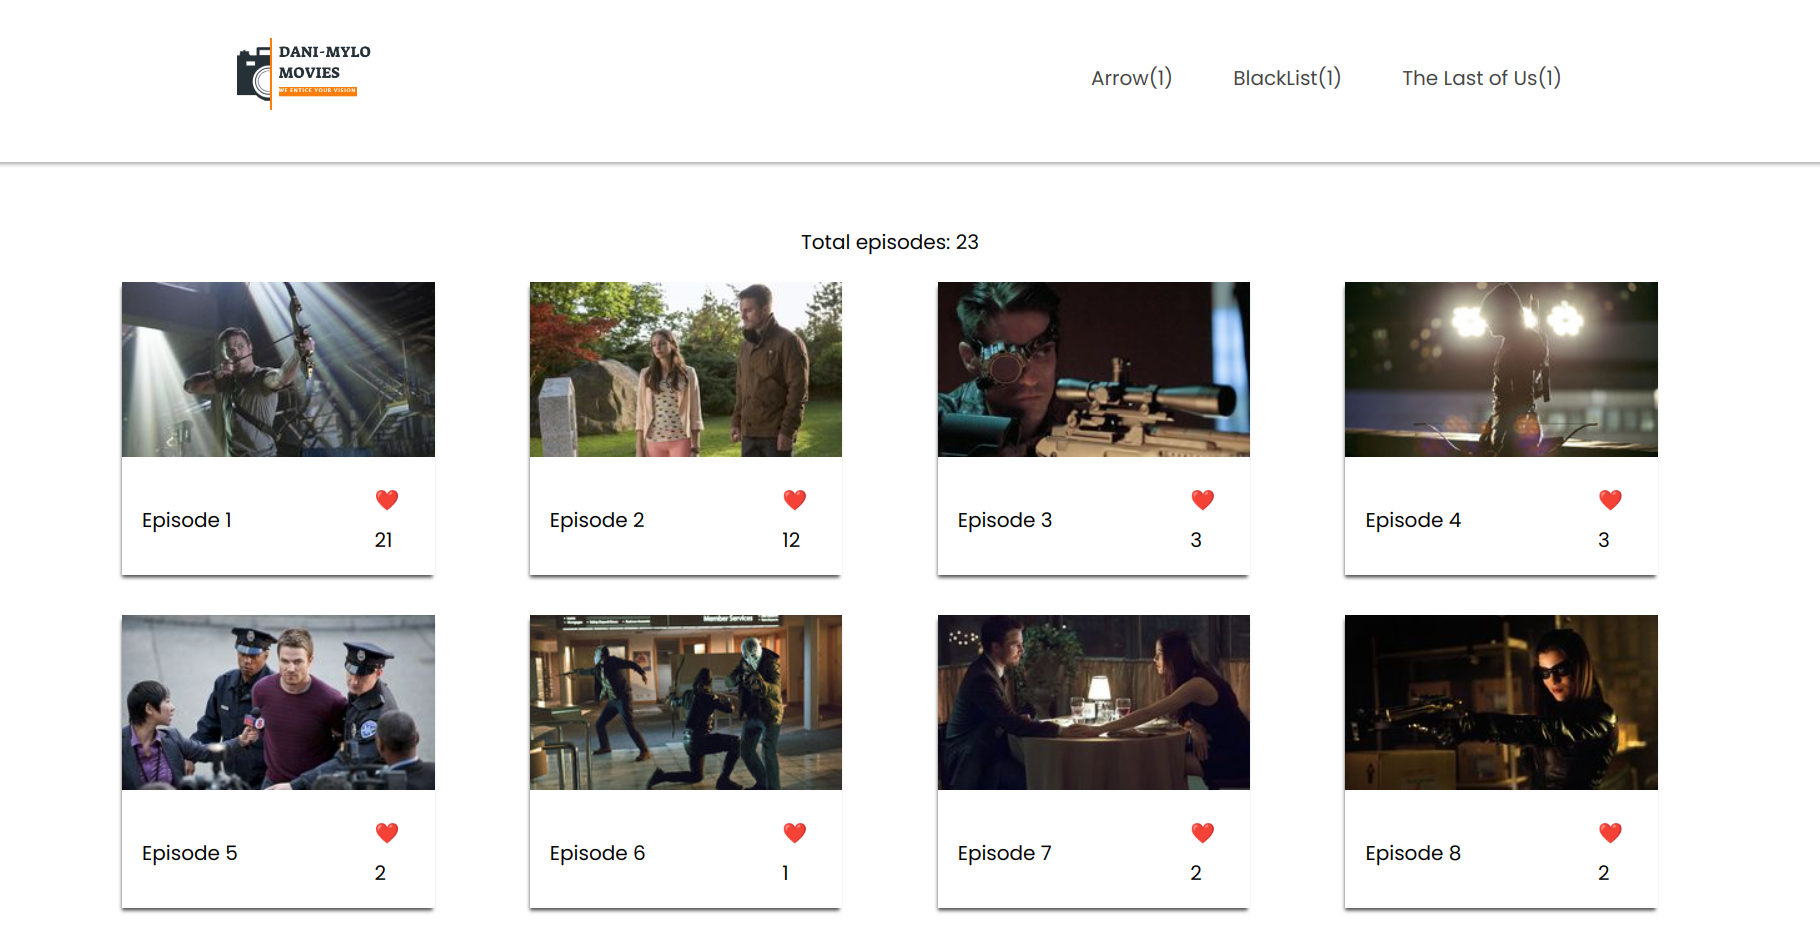 DANI-MYLO
MOVIES
WE ENTICE YOUR VISION
Arrow(1)
BlackList(1)
The Last of Us(1)
Total episodes: 23
Episode 1
❤️
21
Episode 2
❤️
12
Episode 3
❤️
3
Episode 4
❤️
3
Member Services
Episode 5
❤️
2
Episode 6
❤️
1
Episode 7
❤️
2
Episode 8
❤️
2